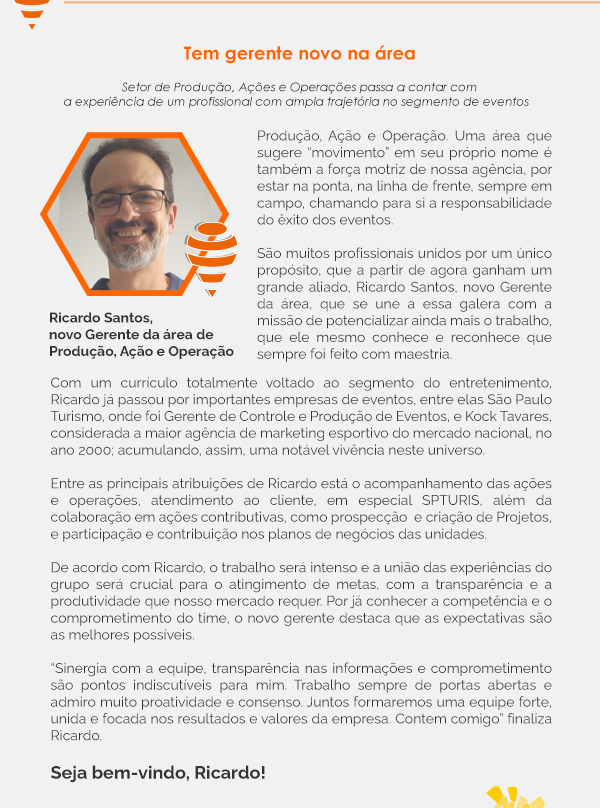 Tem gerente novo na área
Setor de Produção, Ações e Operações passa a contar com
a experiência de um profissional com ampla trajetória no segmento de eventos
Produção, Ação e Operação. Uma área que
sugere “movimento” em seu próprio nome é
também a força motriz de nossa agência, por
estar na ponta, na linha de frente, sempre em
campo, chamando para si a responsabilidade
do êxito dos eventos.
São muitos profissionais unidos por um único
propósito, que a partir de agora ganham um
grande aliado, Ricardo Santos, novo Gerente
da área, que se une a essa galera com a
missão de potencializar ainda mais o trabalho,
que ele mesmo conhece e reconhece que
sempre foi feito com maestria.
Ricardo Santos,
novo Gerente da área de
Produção, Ação e Operação
Com um currículo totalmente voltado ao segmento do entretenimento,
Ricardo já passou por importantes empresas de eventos, entre elas São Paulo
Turismo, onde foi Gerente de Controle e Produção de Eventos, e Kock Tavares,
considerada a maior agência de marketing esportivo do mercado nacional, no
ano 2000; acumulando, assim, uma notável vivência neste universo.
Entre as principais atribuições de Ricardo está o acompanhamento das ações
e operações, atendimento ao cliente, em especial SPTURIS, além da
colaboração em ações contributivas, como prospecção e criação de Projetos,
e participação e contribuição nos planos de negócios das unidades.
De acordo com Ricardo, o trabalho será intenso e a união das experiências do
grupo será crucial para o atingimento de metas, com a transparência e a
produtividade que nosso mercado requer. Por já conhecer a competência e o
comprometimento do time, o novo gerente destaca que as expectativas são
as melhores possíveis.
“Sinergia com a equipe, transparência nas informações e comprometimento
são pontos indiscutíveis para mim. Trabalho sempre de portas abertas e
admiro muito proatividade e consenso. Juntos formaremos uma equipe forte,
unida e focada nos resultados e valores da empresa. Contem comigo” finaliza
Ricardo.
Seja bem-vindo, Ricardo!